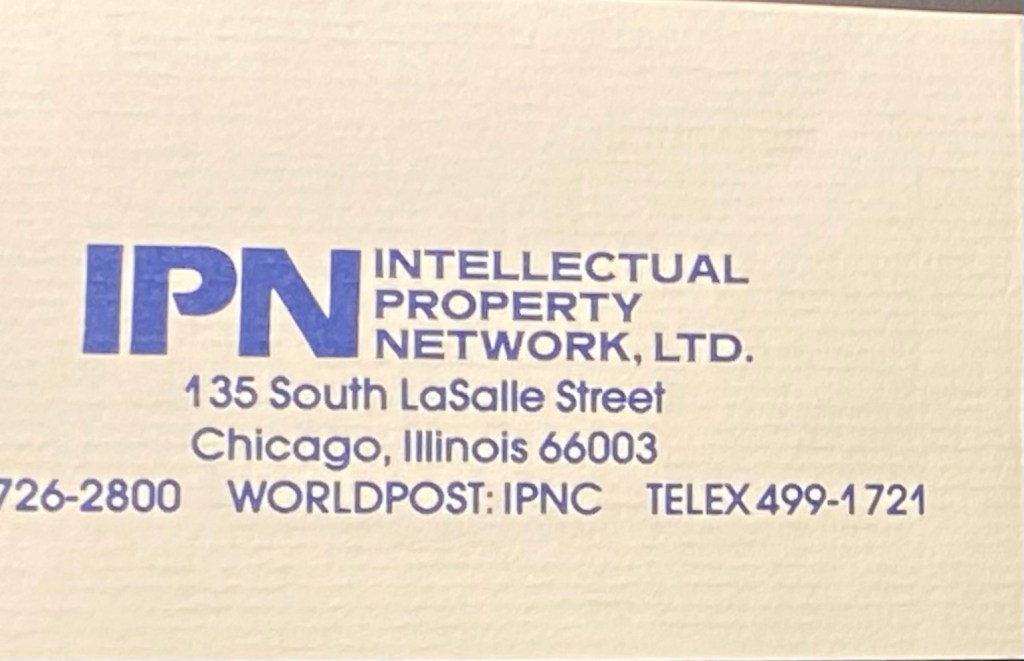 IPN INTELLECTUAL
PROPERTY
NETWORK, LTD.
135 South LaSalle Street
Chicago, Illinois 66003
726-2800 WORLDPOST: IPNC TELEX 499-1721